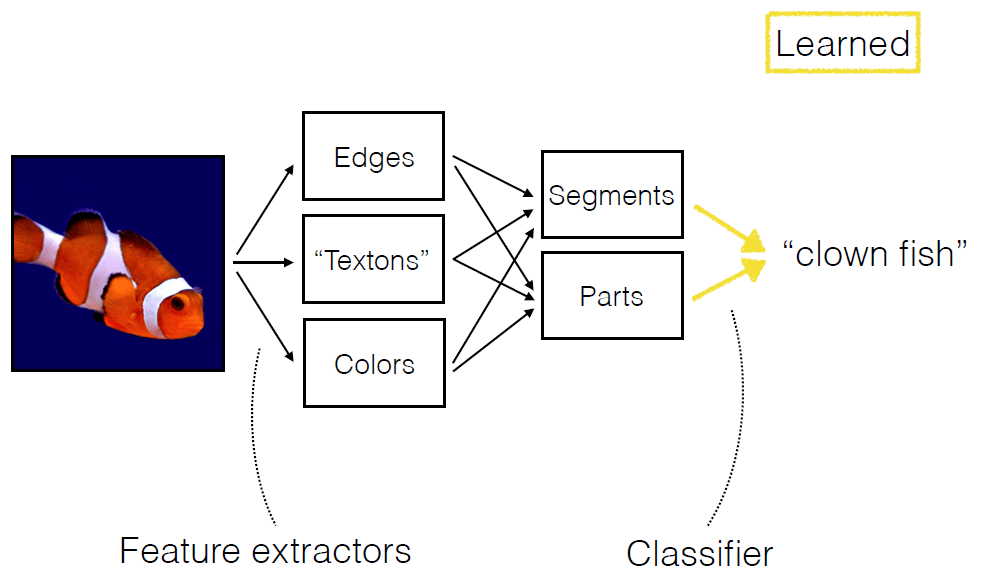 Learned
Edges
Segments
“Textons”
“clown fish”
Parts
Colors
Feature extractors
Classifier